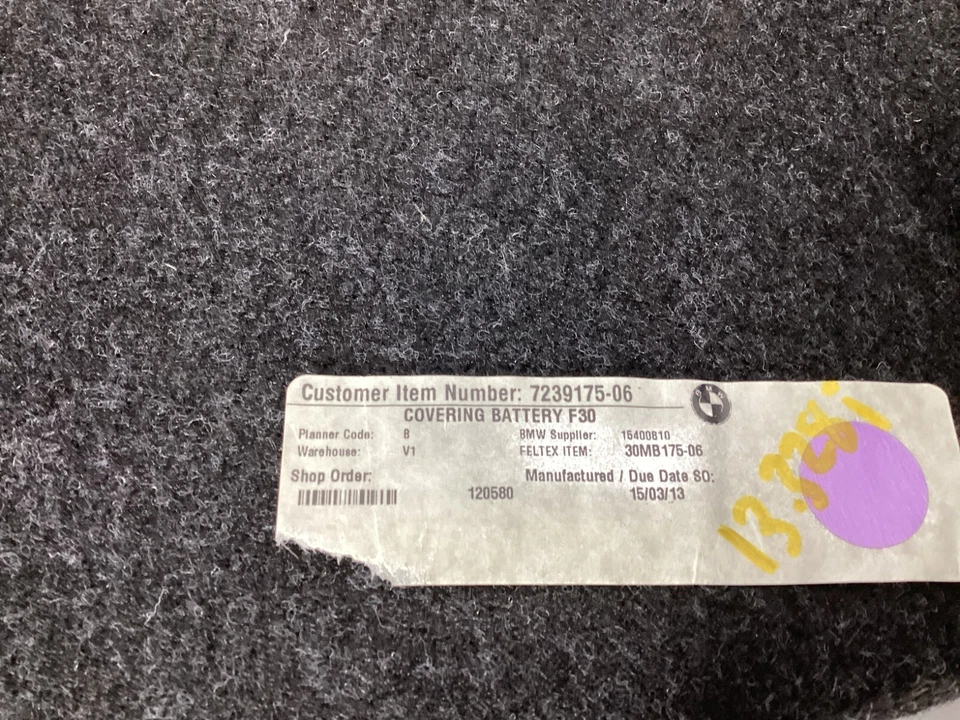 Customer Item Number: 7239175-06
COVERING BATTERY F30
Planner Code: B
BMW Supplier: 15400810
Warehouse: V1
FELTEX ITEM: 30MB175-06
Shop Order:
Manufactured / Due Date SO:
120580
15/03/13